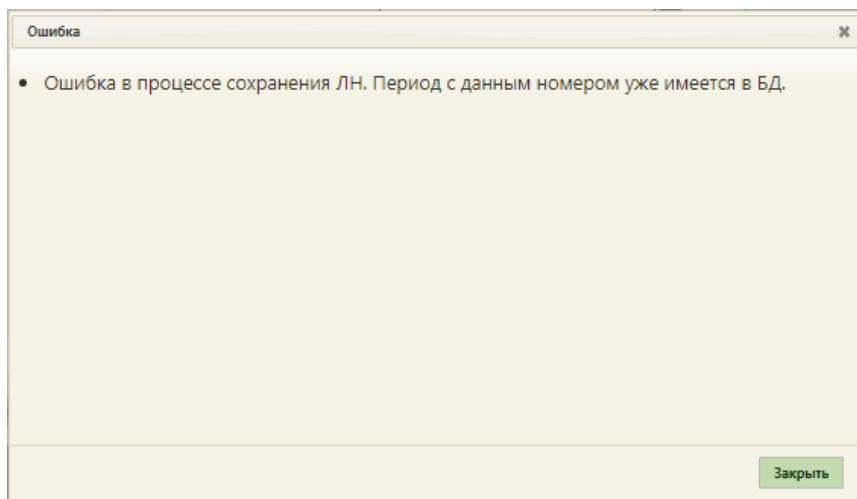 Ошибка
Ошибка в процессе сохранения ЛН. Период с данным номером уже имеется в БД.
Закрыть